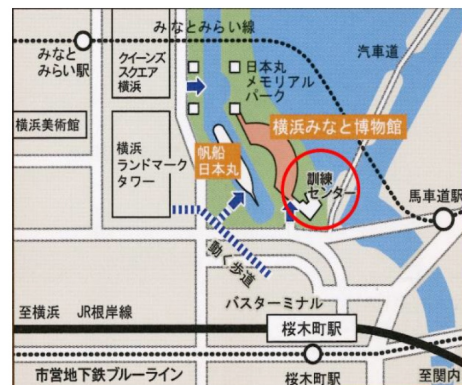 みなとみらい線
みなと
みらい駅
クイーンズ
スクエア
横浜
日本丸
メモリアル
パーク
汽車道
横浜美術館
横浜みなと博物館
横浜
ランドマーク
タワー
帆船
日本丸
訓練
センター
馬車道駅
動く歩道
バスターミナル
至横浜 JR根岸線
桜木町駅
市営地下鉄ブルーライン
桜木町駅
至関内